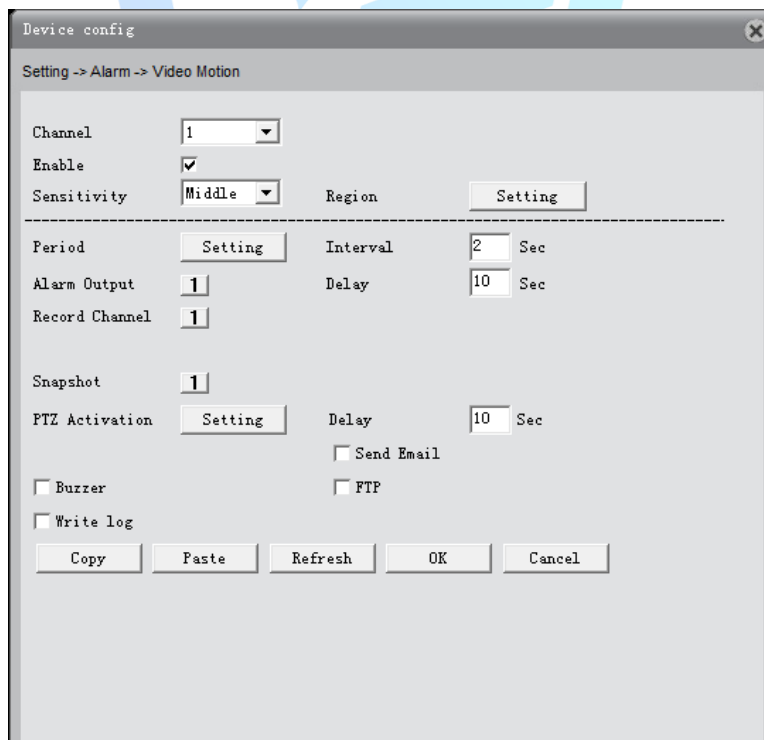 Device config
Setting -> Alarm -> Video Motion
Channel 1
Enable
Sensitivity Middle Region Setting
Period Setting Interval 2 Sec
Alarm Output 1 Delay 10 Sec
Record Channel 1
Snapshot 1
PTZ Activation Setting Delay 10 Sec
Send Email
Buzzer FTP
Write log
Copy Paste Refresh OK Cancel